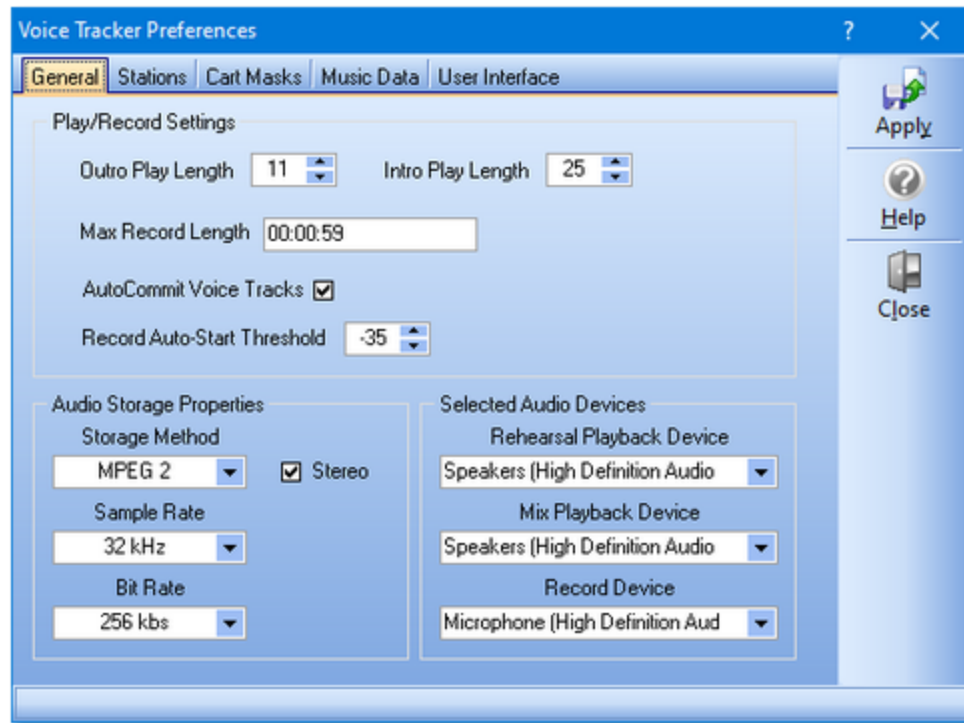 Voice Tracker Preferences ? ×
General Stations Cart Masks Music Data User Interface
Play/Record Settings
Outro Play Length 11 Intro Play Length 25
Max Record Length 00:00:59
AutoCommit Voice Tracks
Record Auto-Start Threshold -35
Audio Storage Properties
Storage Method
MPEG 2 Stereo
Sample Rate
32 kHz
Bit Rate
256 kbs
Selected Audio Devices
Rehearsal Playback Device
Speakers (High Definition Audio
Mix Playback Device
Speakers (High Definition Audio
Record Device
Microphone (High Definition Aud
Apply
Help
Close